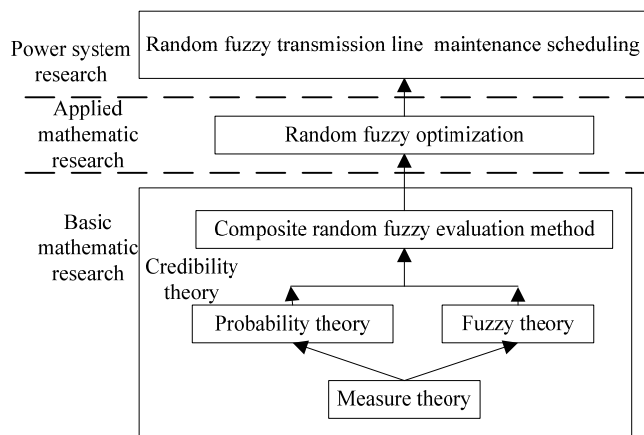 Power system
research
Random fuzzy transmission line maintenance scheduling
Applied
mathematic
research
Random fuzzy optimization
Basic
mathematic
research
Composite random fuzzy evaluation method
Credibility
theory
Probability theory
Fuzzy theory
Measure theory